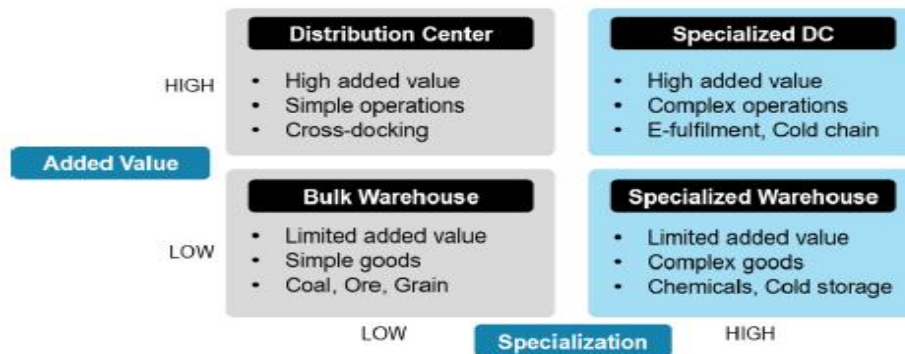 Distribution Center
• High added value
• Simple operations
• Cross-docking
Specialized DC
• High added value
• Complex operations
• E-fulfilment, Cold chain
HIGH
Added Value
Bulk Warehouse
• Limited added value
• Simple goods
• Coal, Ore, Grain
Specialized Warehouse
• Limited added value
• Complex goods
• Chemicals, Cold storage
LOW
LOW
Specialization
HIGH